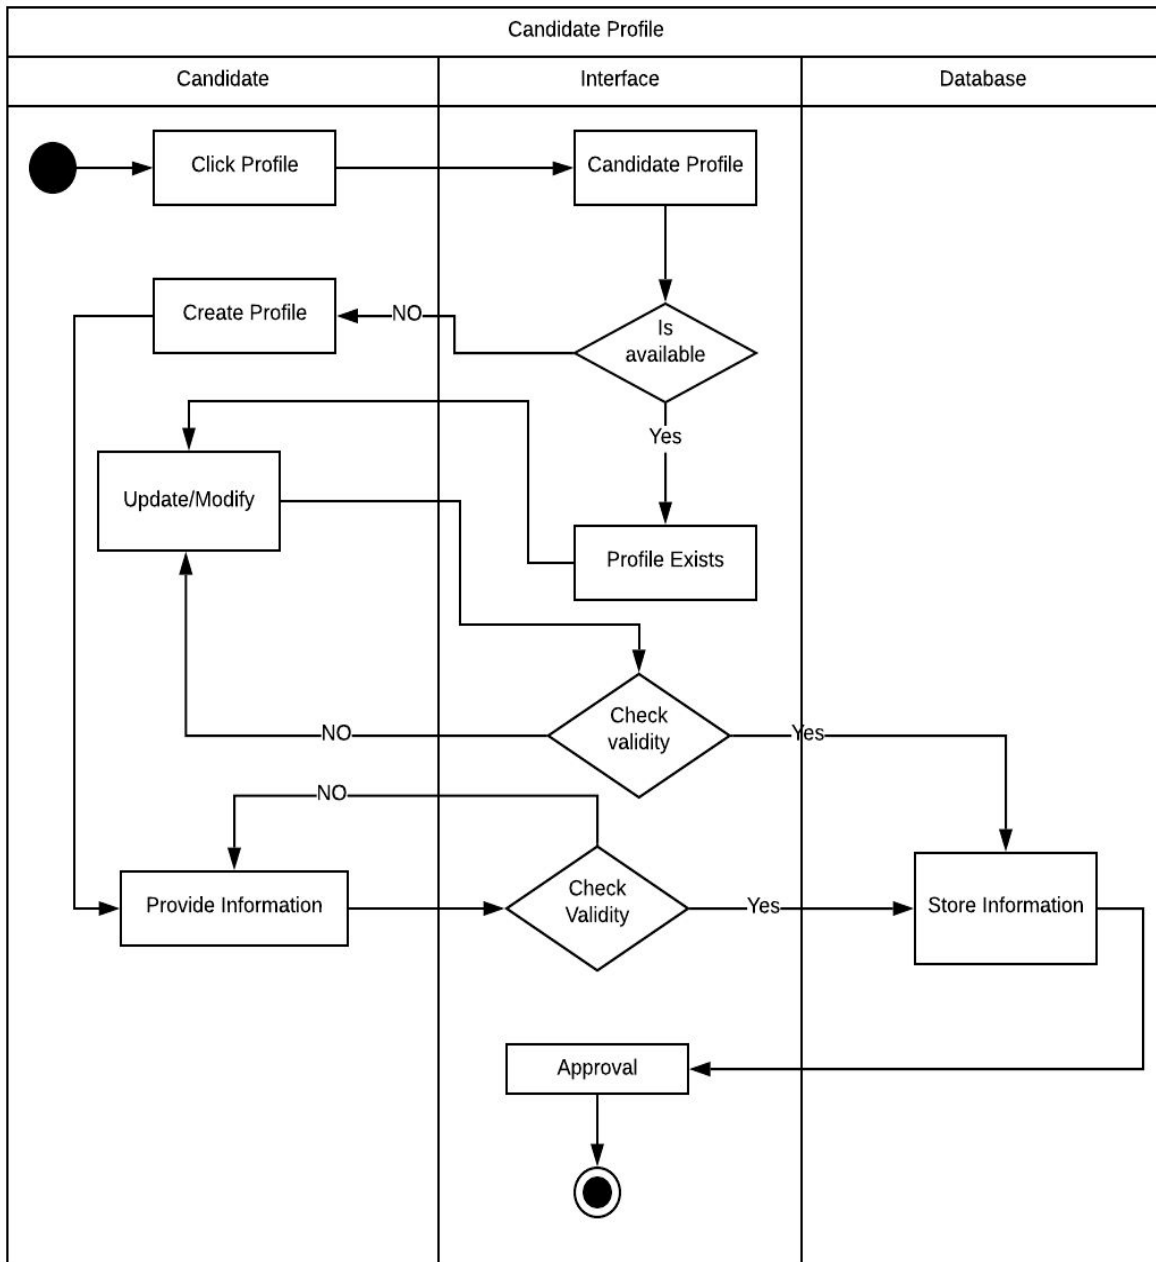 Candidate Profile
Candidate
Interface
Database
Click Profile
Candidate Profile
Create Profile
NO
Is
available
Yes
Update/Modify
Profile Exists
NO
Check
validity
Yes
NO
Provide Information
Check
Validity
Yes
Store Information
Approval